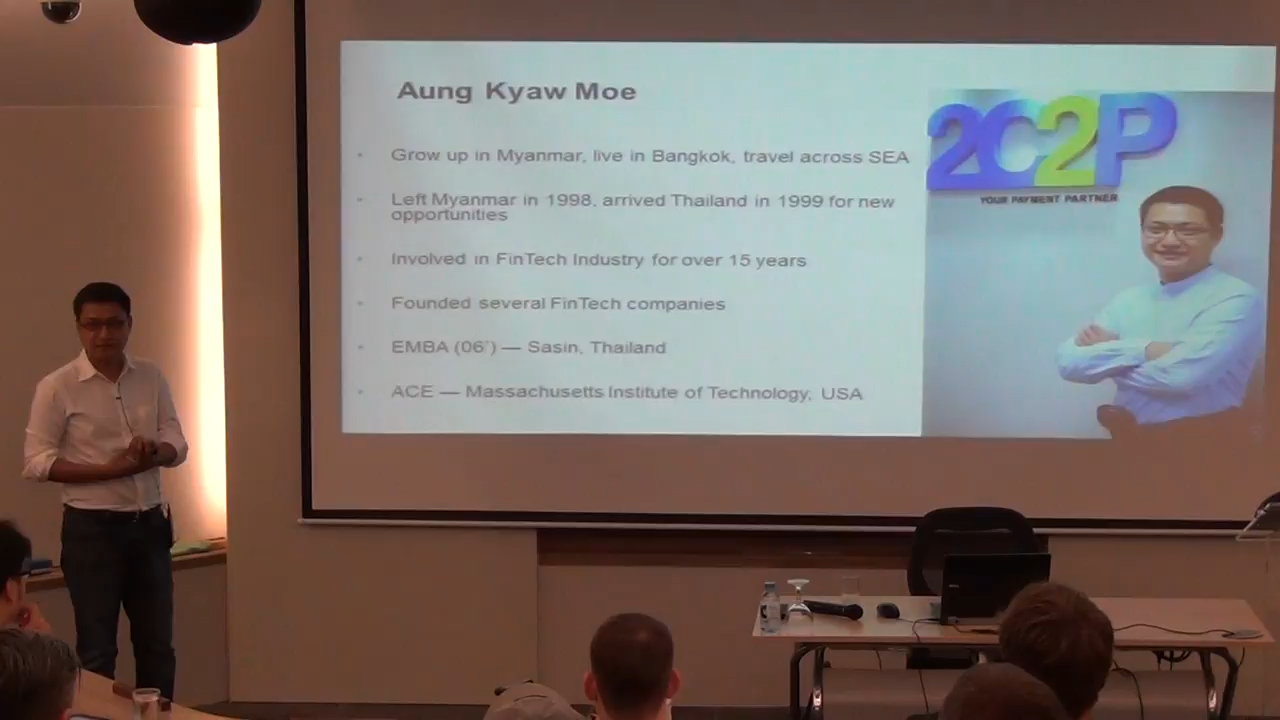 Aung Kyaw Moe
Grow up in Myanmar, live in Bangkok, travel across SEA
Left Myanmar in 1998, arrived Thailand in 1999 for new
opportunities
Involved in FinTech Industry for over 15 years
Founded several FinTech companies
EMBA (06') — Sasin, Thailand
ACE — Massachusetts Institute of Technology, USA
2C2P
YOUR PAYMENT PARTNER